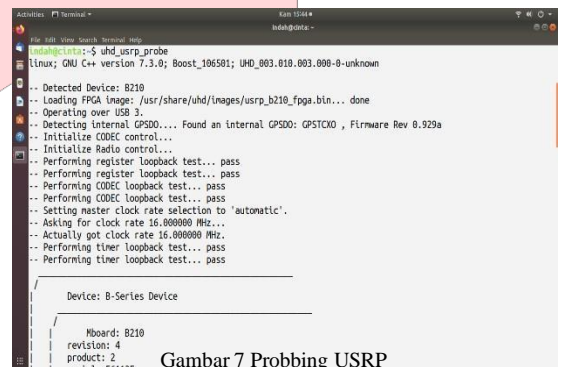 Activities Terminal Kam 13:44
indah@cinta: ~
File Edit View Search Terminal Help
indah@cinta:~$ uhd_usrp_probe
linux; GNU C++ version 7.3.0; Boost_106501; UHD_003.010.003.000-0-unknown
-- Detected Device: B210
-- Loading FPGA image: /usr/share/uhd/images/usrp_b210_fpga.bin... done
-- Operating over USB 3.
-- Detecting internal GPSDO.... Found an internal GPSDO: GPSTCXO , Firmware Rev 0.929a
-- Initialize CODEC control...
-- Initialize Radio control...
-- Performing register loopback test... pass
-- Performing register loopback test... pass
-- Performing CODEC loopback test... pass
-- Performing CODEC loopback test... pass
-- Setting master clock rate selection to 'automatic'.
-- Asking for clock rate 16.000000 MHz...
-- Actually got clock rate 16.000000 MHz.
-- Performing timer loopback test... pass
-- Performing timer loopback test... pass
Device: B-Series Device
Mboard: B210
revision: 4
product: 2
Gambar 7 Probbing USRP